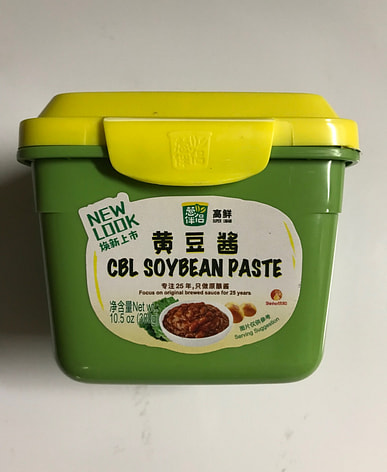 葱伴侣
高鲜
SUPER UMAMI
NEW
LOOK
焕新上市
黄豆酱
CBL SOYBEAN PASTE
专注25年,只做原酿酱
Focus on original brewed sauce for 25 years
净含量Net w
10.5 oz
图片仅供参考
Serving Suggestion